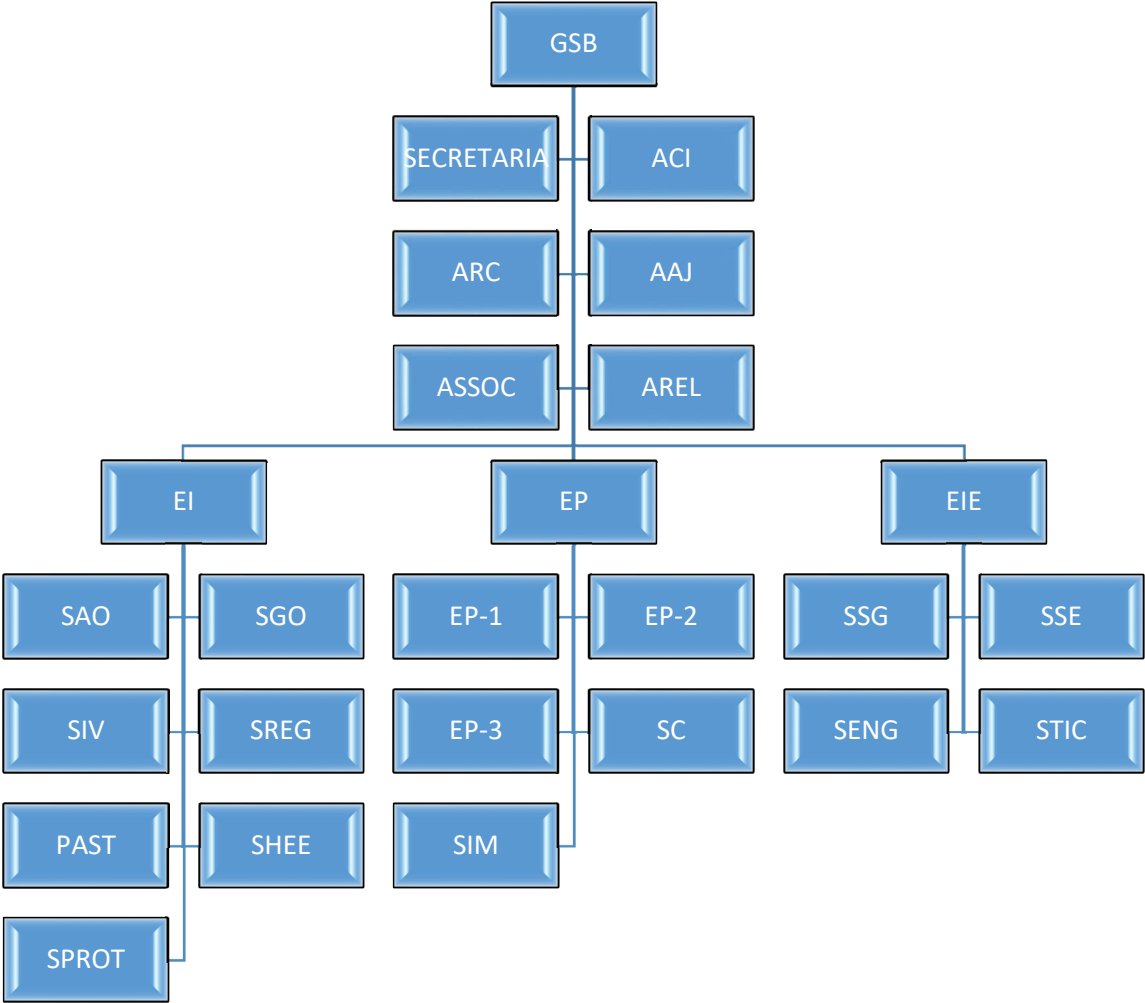 GSB
SECRETARIA
ACI
ARC
AAJ
ASSOC
AREL
EI
EP
EIE
SAO
SGO
EP-1
EP-2
SSG
SSE
SIV
SREG
EP-3
SC
SENG
STIC
PAST
SHEE
SIM
SPROT